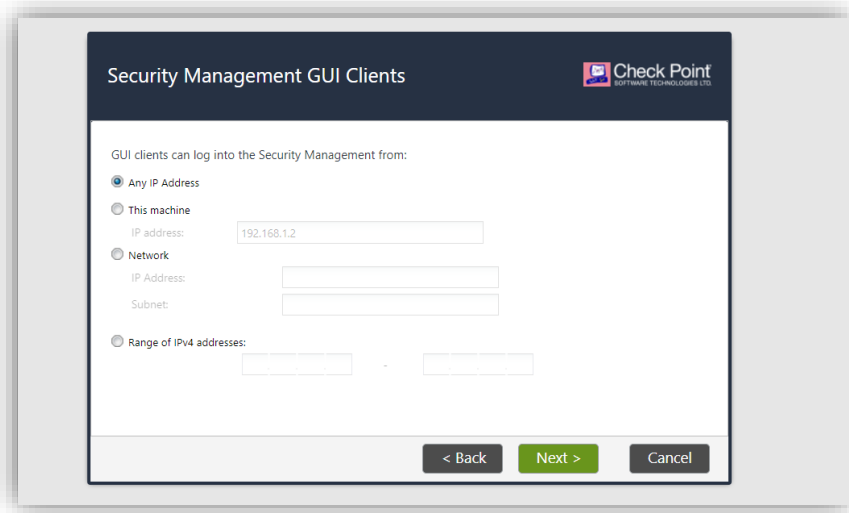 Security Management GUI Clients
Check Point
SOFTWARE TECHNOLOGIES LTD.
GUI clients can log into the Security Management from:
Any IP Address
This machine
IP address: 192.168.1.2
Network
IP Address:
Subnet:
Range of IPv4 addresses:
-
< Back Next > Cancel